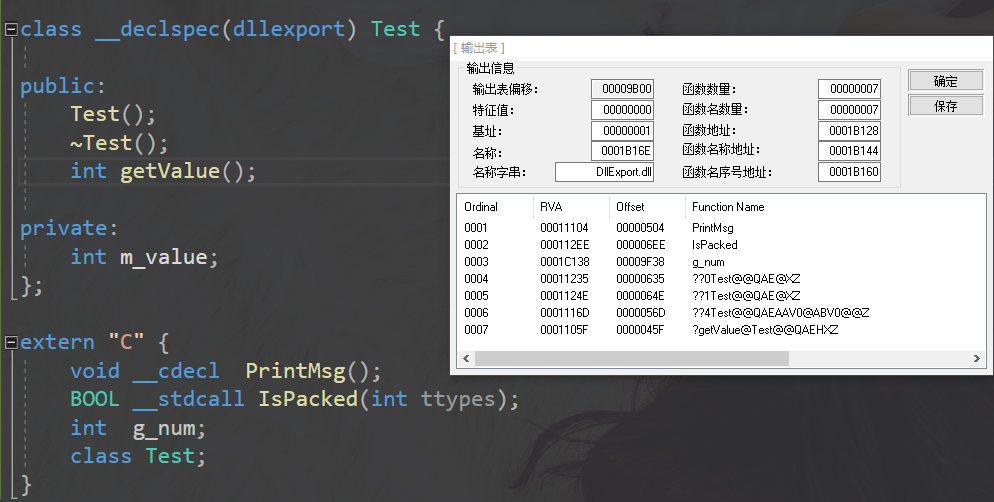 class __declspec(dllexport) Test {
public:
Test();
~Test();
int getValue();
private:
int m_value;
};
extern "C" {
void __cdecl  PrintMsg();
BOOL __stdcall IsPacked(int ttypes);
int  g_num;
class Test;
}
[ 输出表 ]
输出信息
输出表偏移： 00009B00 函数数量： 00000007
特征值： 00000000 函数名数量： 00000007
基址： 00000001 函数地址： 0001B128
名称： 0001B16E 函数名称地址： 0001B144
名称字串： DllExport.dll 函数名序号地址： 0001B160
确定
保存
Ordinal RVA Offset Function Name
0001 00011104 00000504 PrintMsg
0002 000112EE 000006EE IsPacked
0003 0001C138 00009F38 g_num
0004 00011235 00000635 ??0Test@@QAE@XZ
0005 0001124E 0000064E ??1Test@@QAE@XZ
0006 0001116D 0000056D ??4Test@@QAEAAV0@ABV0@@Z
0007 0001105F 0000045F ?getValue@Test@@QAEHXZ